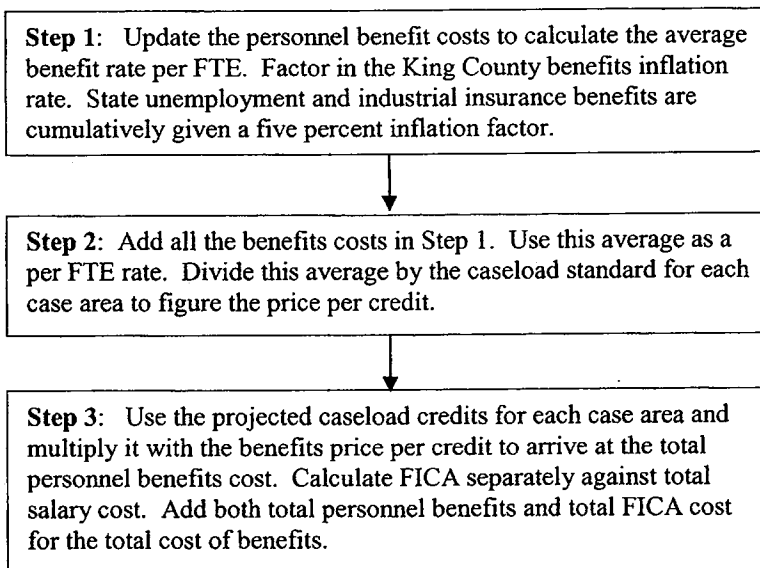 Step 1: Update the personnel benefit costs to calculate the average
benefit rate per FTE. Factor in the King County benefits inflation
rate. State unemployment and industrial insurance benefits are
cumulatively given a five percent inflation factor.
Step 2: Add all the benefits costs in Step 1. Use this average as a
per FTE rate. Divide this average by the caseload standard for each
case area to figure the price per credit.
Step 3: Use the projected caseload credits for each case area and
multiply it with the benefits price per credit to arrive at the total
personnel benefits cost. Calculate FICA separately against total
salary cost. Add both total personnel benefits and total FICA cost
for the total cost of benefits.